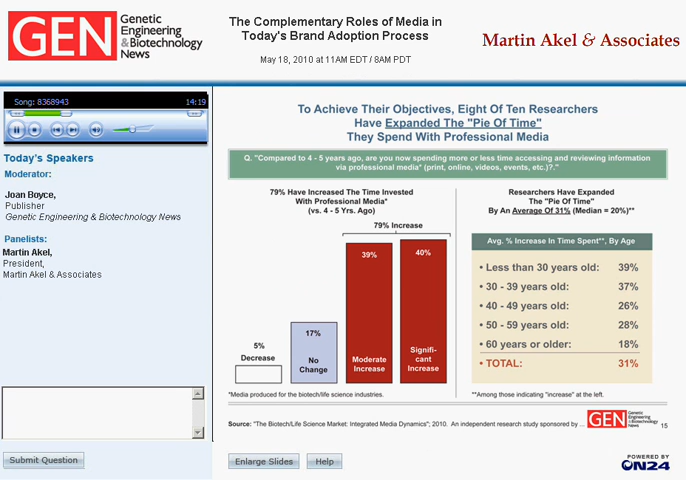 GEN Genetic
Engineering
& Biotechnology
News
The Complementary Roles of Media in
Today's Brand Adoption Process
May 18, 2010 at 11AM EDT / 8AM PDT
Martin Akel & Associates
Song: 8368943 14:19
Today's Speakers
Moderator:
Joan Boyce,
Publisher
Genetic Engineering & Biotechnology News
Panelists:
Martin Akel,
President,
Martin Akel & Associates
Submit Question
To Achieve Their Objectives, Eight Of Ten Researchers
Have Expanded The "Pie Of Time"
They Spend With Professional Media
Q. "Compared to 4 - 5 years ago, are you now spending more or less time accessing and reviewing information
via professional media* (print, online, videos, events, etc.)?."
79% Have Increased The Time Invested
With Professional Media*
(vs. 4 - 5 Yrs. Ago)
79% Increase
5%
Decrease
17%
No
Change
39%
Moderate
Increase
40%
Signifi-
cant
Increase
*Media produced for the biotech/life science industries.
Researchers Have Expanded
The "Pie Of Time"
By An Average Of 31% (Median = 20%)**
Avg. % Increase In Time Spent**, By Age
• Less than 30 years old: 39%
• 30 - 39 years old: 37%
• 40 - 49 years old: 26%
• 50 - 59 years old: 28%
• 60 years or older: 18%
• TOTAL: 31%
**Among those indicating "increase" at the left.
Source: "The Biotech/Life Science Market: Integrated Media Dynamics"; 2010. An independent research study sponsored by ...
GEN Genetic
Engineering
& Biotechnology
News
15
Enlarge Slides
Help
POWERED BY
ON24